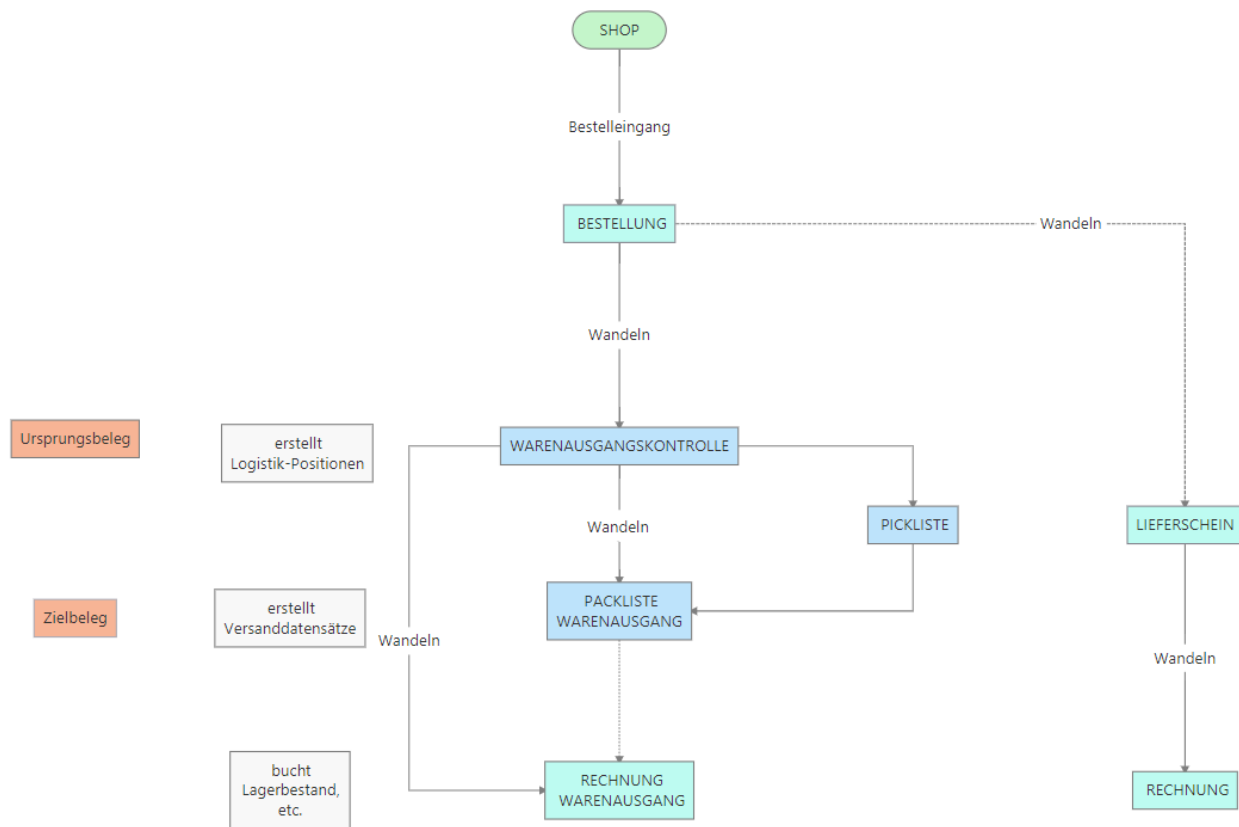 SHOP
Bestelleingang
BESTELLUNG
Wandeln
Wandeln
Ursprungsbeleg
erstellt
Logistik-Positionen
WARENAUSGANGSKONTROLLE
Wandeln
PICKLISTE
LIEFERSCHEIN
Zielbeleg
erstellt
Versanddatensätze
PACKLISTE
WARENAUSGANG
Wandeln
Wandeln
bucht
Lagerbestand,
etc.
RECHNUNG
WARENAUSGANG
RECHNUNG